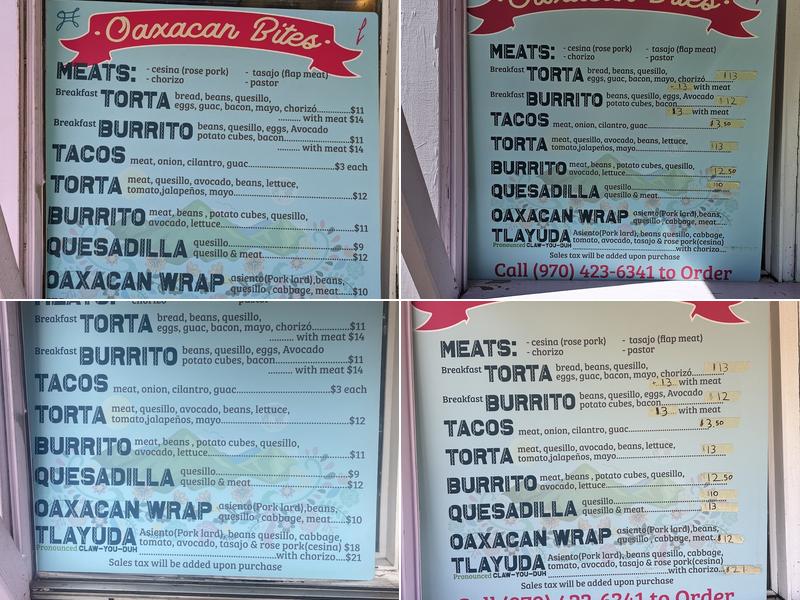 Oaxacan Bites
MEATS: - cesina (rose pork) - tasajo (flap meat)
- chorizo - pastor
Breakfast TORTA bread, beans, quesillo,
eggs, guac, bacon, mayo, chorizó......$11
......... with meat $14
Breakfast BURRITO beans, quesillo, eggs, Avocado
potato cubes, bacon......$11
......... with meat $14
TACOS meat, onion, cilantro, guac......$3 each
TORTA meat, quesillo, avocado, beans, lettuce,
tomato,jalapeños, mayo......$12
BURRITO meat, beans , potato cubes, quesillo,
avocado, lettuce......$11
QUESADILLA quesillo......$9
quesillo & meat......$12
OAXACAN WRAP asiento(Pork lard),beans,
quesillo ,cabbage, meat.....$10
Oaxacan Bites
MEATS: - cesina (rose pork) - tasajo (flap meat)
- chorizo - pastor
Breakfast TORTA bread, beans, quesillo,
eggs, guac, bacon, mayo, chorizó...... $13
$13 with meat
Breakfast BURRITO beans, quesillo, eggs, Avocado
potato cubes, bacon...... $12
$13 with meat
TACOS meat, onion, cilantro, guac...... $3.50
TORTA meat, quesillo, avocado, beans, lettuce,
tomato,jalapeños, mayo...... $13
BURRITO meat, beans , potato cubes, quesillo,
avocado, lettuce...... $12.50
QUESADILLA quesillo...... $10
quesillo & meat......
OAXACAN WRAP asiento(Pork lard),beans,
quesillo ,cabbage, meat......
TLAYUDA Asiento(Pork lard), beans, quesillo, cabbage,
tomato, avocado, tasajo & rose pork(cesina)
Pronounced CLAW-YOU-DUH ......with chorizo...
Sales tax will be added upon purchase
Call (970) 423-6341 to Order
MEATS: chorizo - pastor
Breakfast TORTA bread, beans, quesillo,
eggs, guac, bacon, mayo, chorizó......$11
......... with meat $14
Breakfast BURRITO beans, quesillo, eggs, Avocado
potato cubes, bacon......$11
......... with meat $14
TACOS meat, onion, cilantro, guac......$3 each
TORTA meat, quesillo, avocado, beans, lettuce,
tomato,jalapeños, mayo......$12
BURRITO meat, beans , potato cubes, quesillo,
avocado, lettuce......$11
QUESADILLA quesillo......$9
quesillo & meat......$12
OAXACAN WRAP asiento(Pork lard),beans,
quesillo ,cabbage, meat.....$10
TLAYUDA Asiento(Pork lard), beans, quesillo, cabbage,
tomato, avocado, tasajo & rose pork(cesina) $18
Pronounced CLAW-YOU-DUH ......with chorizo...$21
Sales tax will be added upon purchase
MEATS: - cesina (rose pork) - tasajo (flap meat)
- chorizo - pastor
Breakfast TORTA bread, beans, quesillo,
eggs, guac, bacon, mayo, chorizó...... $13
13 with meat
Breakfast BURRITO beans, quesillo, eggs, Avocado
potato cubes, bacon...... $12
$13 with meat
TACOS meat, onion, cilantro, guac...... $3.50
TORTA meat, quesillo, avocado, beans, lettuce,
tomato,jalapeños, mayo...... $13
BURRITO meat, beans , potato cubes, quesillo,
avocado, lettuce...... $12.50
QUESADILLA quesillo...... $10
quesillo & meat...... $13
OAXACAN WRAP asiento(Pork lard),beans,
quesillo ,cabbage, meat. $12
TLAYUDA Asiento(Pork lard), beans, quesillo, cabbage,
tomato, avocado, tasajo & rose pork(cesina)
Pronounced CLAW-YOU-DUH ......with chorizo... $21
Sales tax will be added upon purchase
Call (970) 423-6341 to Order